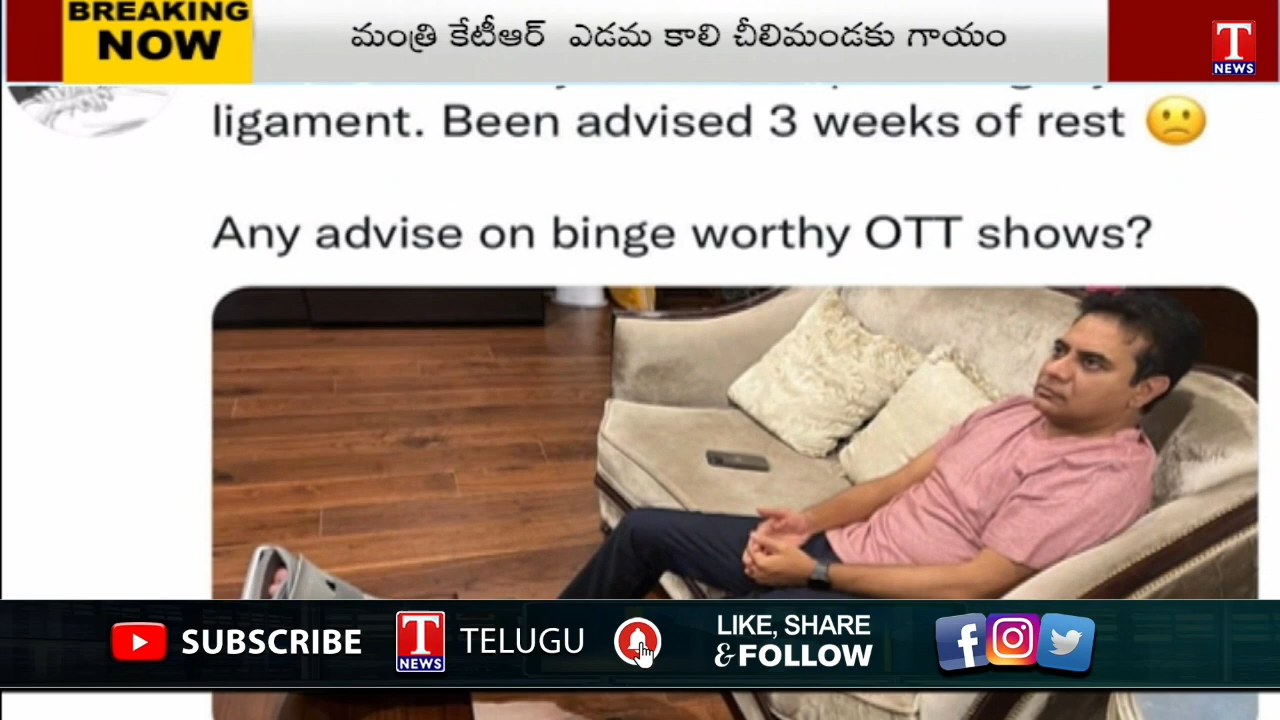 BREAKING
NOW
మంత్రి కేటీఆర్ ఎడమ కాలి చీలిమండకు గాయం
T
NEWS
ligament. Been advised 3 weeks of rest 🙁
Any advise on binge worthy OTT shows?
SUBSCRIBE
T
NEWS
TELUGU
LIKE, SHARE
& FOLLOW